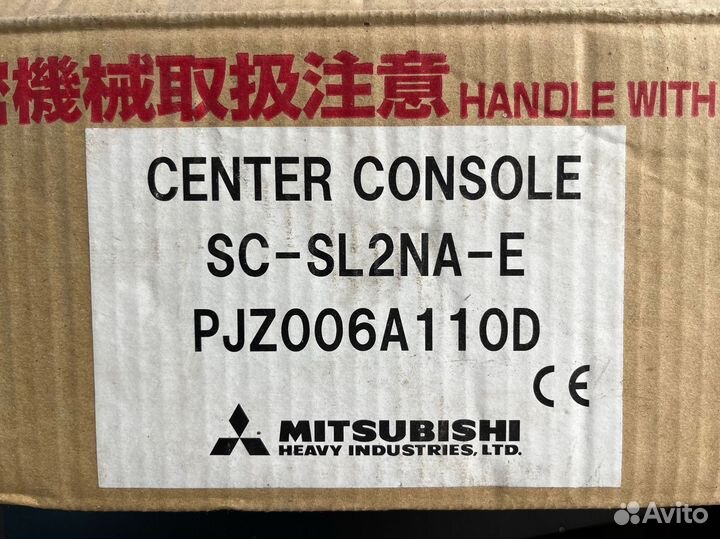 機械取扱注意 HANDLE WITH
CENTER CONSOLE
SC-SL2NA-E
PJZ006A110D
CE
MITSUBISHI
HEAVY INDUSTRIES, LTD.
Avito